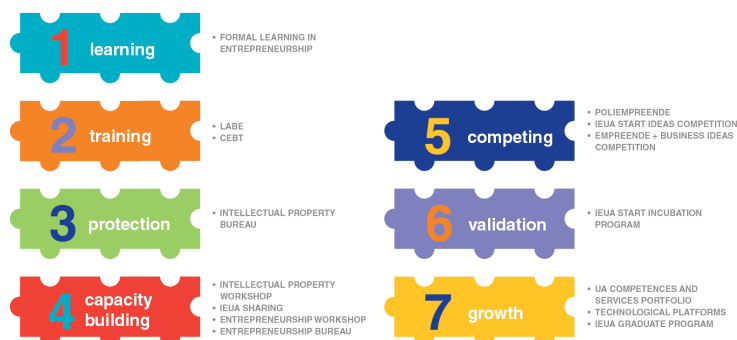 1 learning
• FORMAL LEARNING IN
ENTREPRENEURSHIP
2 training
• LABE
• CEBT
3 protection
• INTELLECTUAL PROPERTY
BUREAU
4 capacity
building
• INTELLECTUAL PROPERTY
WORKSHOP
• IEUA SHARING
• ENTREPRENEURSHIP WORKSHOP
• ENTREPRENEURSHIP BUREAU
5 competing
• POLIEMPREENDE
• IEUA START IDEAS COMPETITION
• EMPREENDE + BUSINESS IDEAS
COMPETITION
6 validation
• IEUA START INCUBATION
PROGRAM
7 growth
• UA COMPETENCES AND
SERVICES PORTFOLIO
• TECHNOLOGICAL PLATFORMS
• IEUA GRADUATE PROGRAM